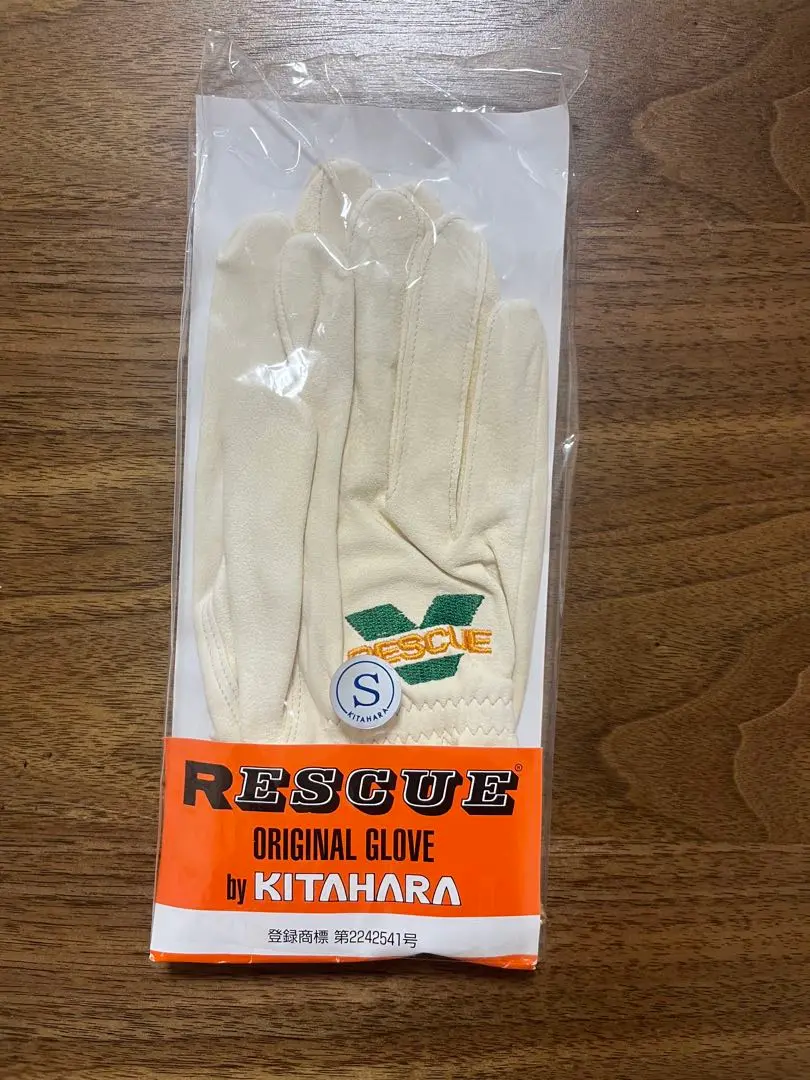 RESCUE
S
KITAHARA
RESCUE®
ORIGINAL GLOVE
by KITAHARA
登録商標 第2242541号